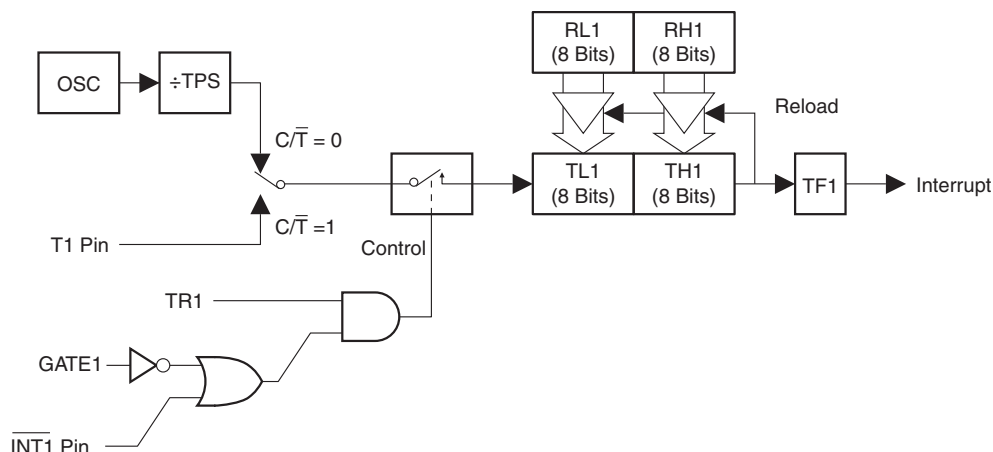 RL1
(8 Bits)
RH1
(8 Bits)
OSC
÷TPS
Reload
C/T̅ = 0
TL1
(8 Bits)
TH1
(8 Bits)
TF1
Interrupt
C/T̅ =1
T1 Pin
Control
TR1
GATE1
I̅N̅T̅1̅ Pin